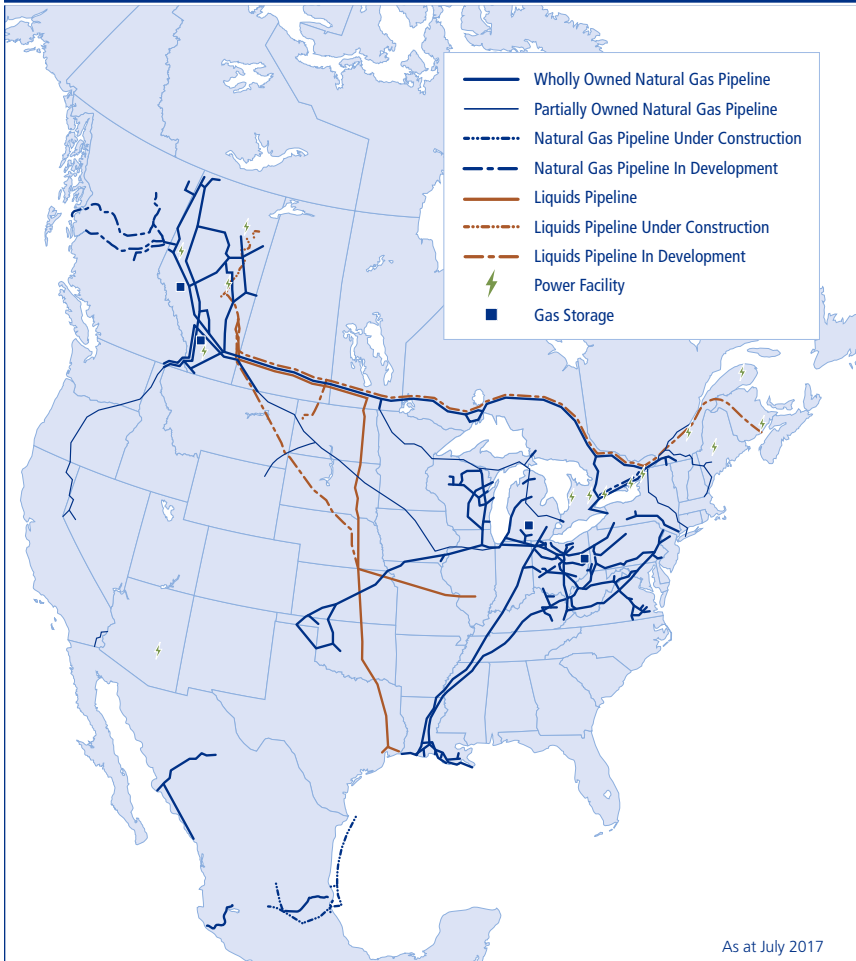 Wholly Owned Natural Gas Pipeline
Partially Owned Natural Gas Pipeline
Natural Gas Pipeline Under Construction
Natural Gas Pipeline In Development
Liquids Pipeline
Liquids Pipeline Under Construction
Liquids Pipeline In Development
Power Facility
Gas Storage
As at July 2017